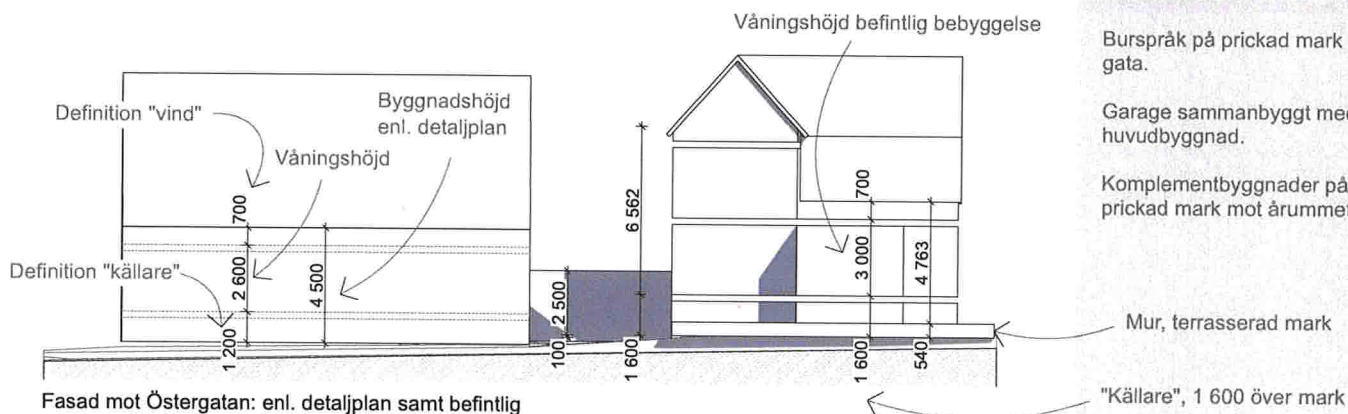 Våningshöjd befintlig bebyggelse
Burspråk på prickad mark
gata.
Definition "vind"
Byggnadshöjd
enl. detaljplan
Garage sammanbyggt med
huvudbyggnad.
Våningshöjd
Komplementbyggnader på
prickad mark mot årummet
700
2 600
4 500
1 200
Definition "källare"
2 500
100
6 562
1 600
700
3 000
4 763
1 600
540
Mur, terrasserad mark
Fasad mot Östergatan: enl. detaljplan samt befintlig
"Källare", 1 600 över mark